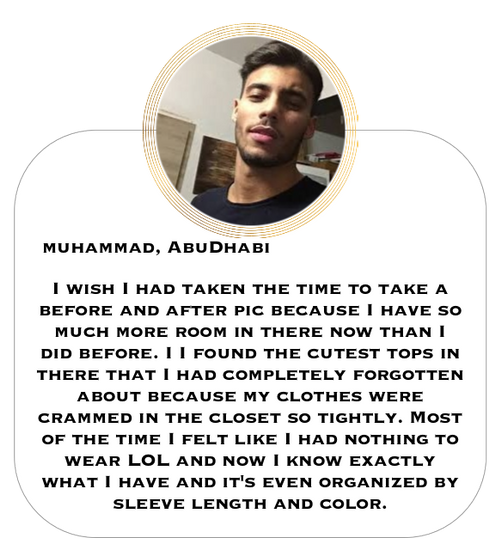 MUHAMMAD, ABUDHABI
I WISH I HAD TAKEN THE TIME TO TAKE A
BEFORE AND AFTER PIC BECAUSE I HAVE SO
MUCH MORE ROOM IN THERE NOW THAN I
DID BEFORE. I I FOUND THE CUTEST TOPS IN
THERE THAT I HAD COMPLETELY FORGOTTEN
ABOUT BECAUSE MY CLOTHES WERE
CRAMMED IN THE CLOSET SO TIGHTLY. MOST
OF THE TIME I FELT LIKE I HAD NOTHING TO
WEAR LOL AND NOW I KNOW EXACTLY
WHAT I HAVE AND IT'S EVEN ORGANIZED BY
SLEEVE LENGTH AND COLOR.